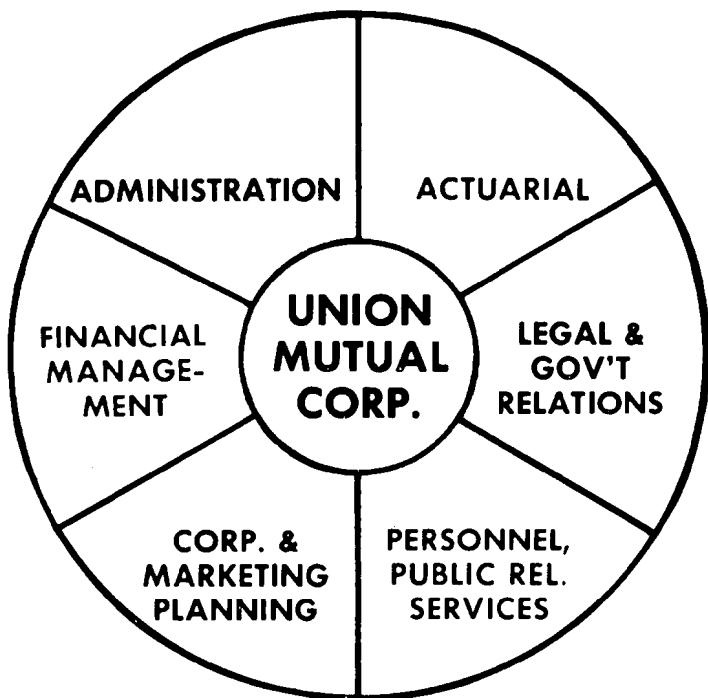 ADMINISTRATION
ACTUARIAL
UNION
MUTUAL
CORP.
FINANCIAL
MANAGE-
MENT
LEGAL &
GOV'T
RELATIONS
CORP. &
MARKETING
PLANNING
PERSONNEL,
PUBLIC REL.
SERVICES